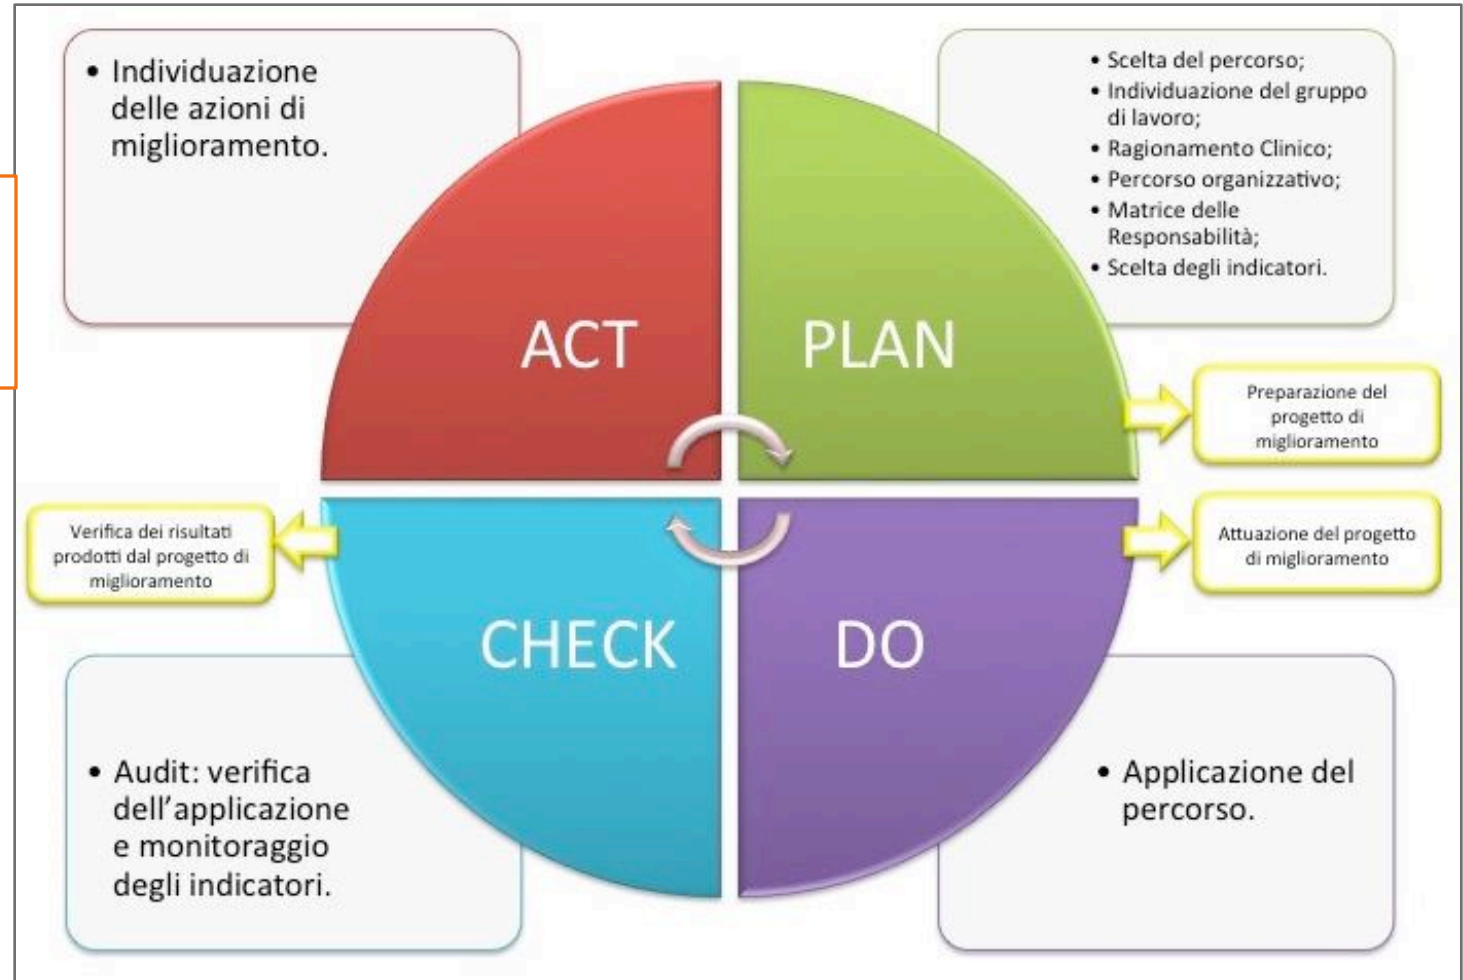 • Individuazione
delle azioni di
miglioramento.
• Scelta del percorso;
• Individuazione del gruppo
di lavoro;
• Ragionamento Clinico;
• Percorso organizzativo;
• Matrice delle
Responsabilità;
• Scelta degli indicatori.
ACT
PLAN
Preparazione del
progetto di
miglioramento
Verifica dei risultati
prodotti dal progetto di
miglioramento
Attuazione del progetto
di miglioramento
CHECK
DO
• Audit: verifica
dell’applicazione
e monitoraggio
degli indicatori.
• Applicazione del
percorso.